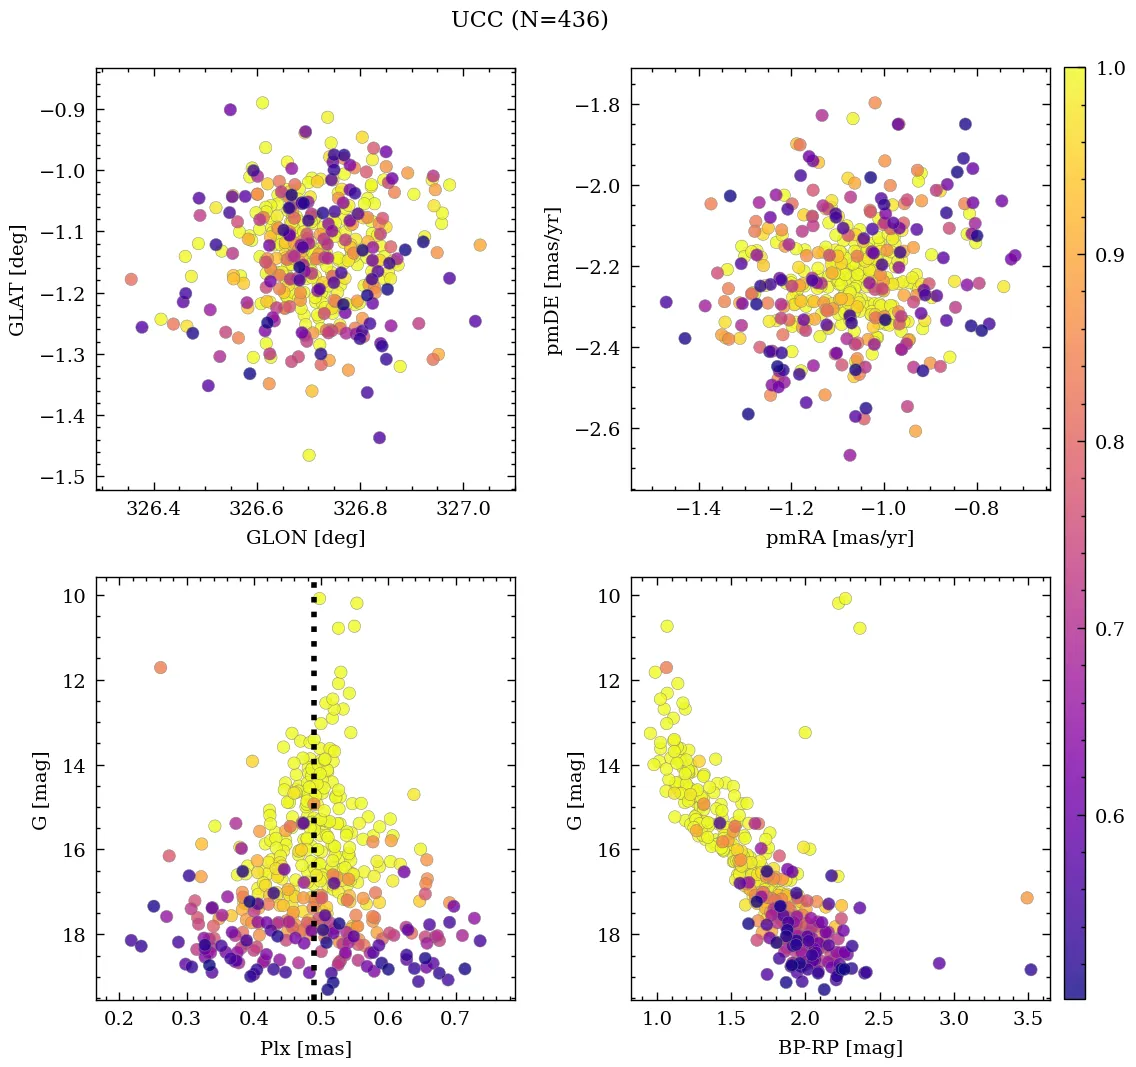 UCC (N=436)
−0.9
−1.0
−1.1
−1.2
−1.3
−1.4
−1.5
GLAT [deg]
326.4 326.6 326.8 327.0
GLON [deg]
−1.8
−2.0
−2.2
−2.4
−2.6
pmDE [mas/yr]
−1.4 −1.2 −1.0 −0.8
pmRA [mas/yr]
1.0
0.9
0.8
0.7
0.6
10
12
14
16
18
G [mag]
0.2 0.3 0.4 0.5 0.6 0.7
Plx [mas]
10
12
14
16
18
G [mag]
1.0 1.5 2.0 2.5 3.0 3.5
BP-RP [mag]